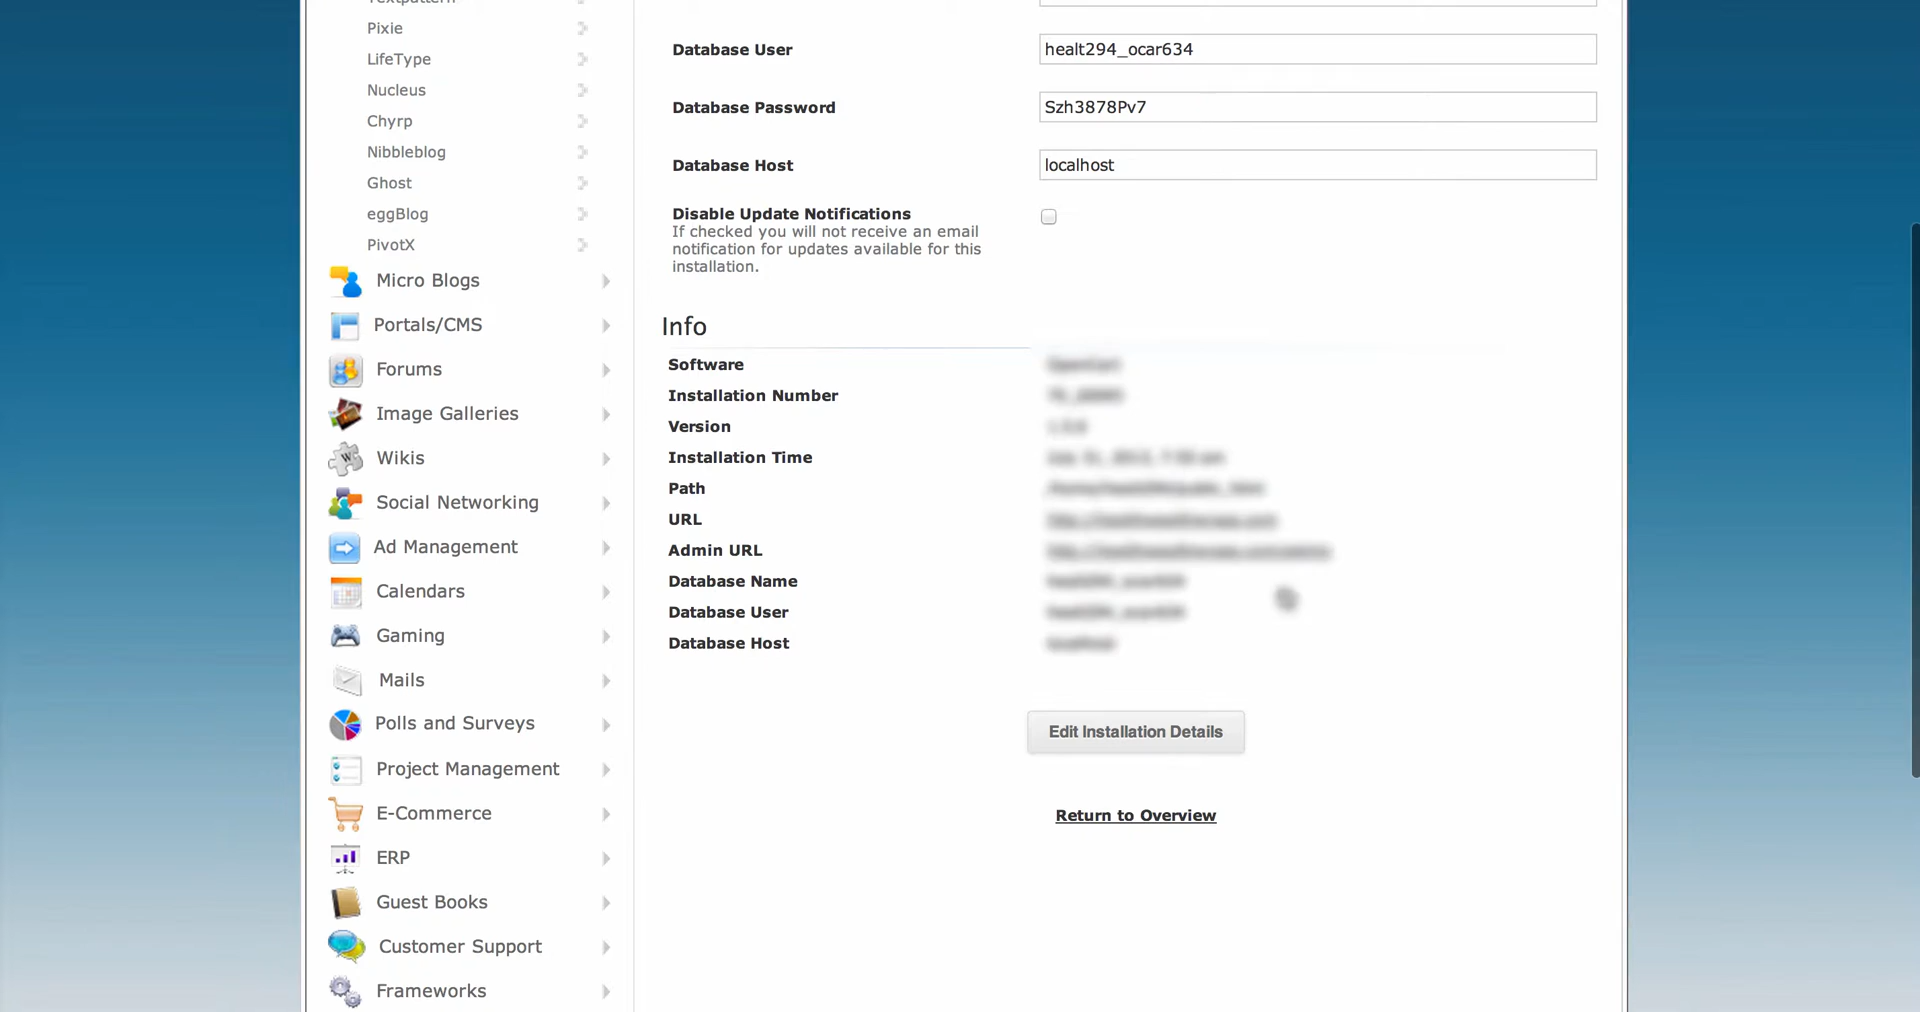 Pixie
LifeType
Nucleus
Chyrp
Nibbleblog
Ghost
eggBlog
PivotX
Micro Blogs
Portals/CMS
Forums
Image Galleries
Wikis
Social Networking
Ad Management
Calendars
Gaming
Mails
Polls and Surveys
Project Management
E-Commerce
ERP
Guest Books
Customer Support
Frameworks
Database User
healt294_ocar634
Database Password
Szh3878Pv7
Database Host
localhost
Disable Update Notifications
If checked you will not receive an email
notification for updates available for this
installation.
Info
Software
Installation Number
Version
Installation Time
Path
URL
Admin URL
Database Name
Database User
Database Host
Edit Installation Details
Return to Overview